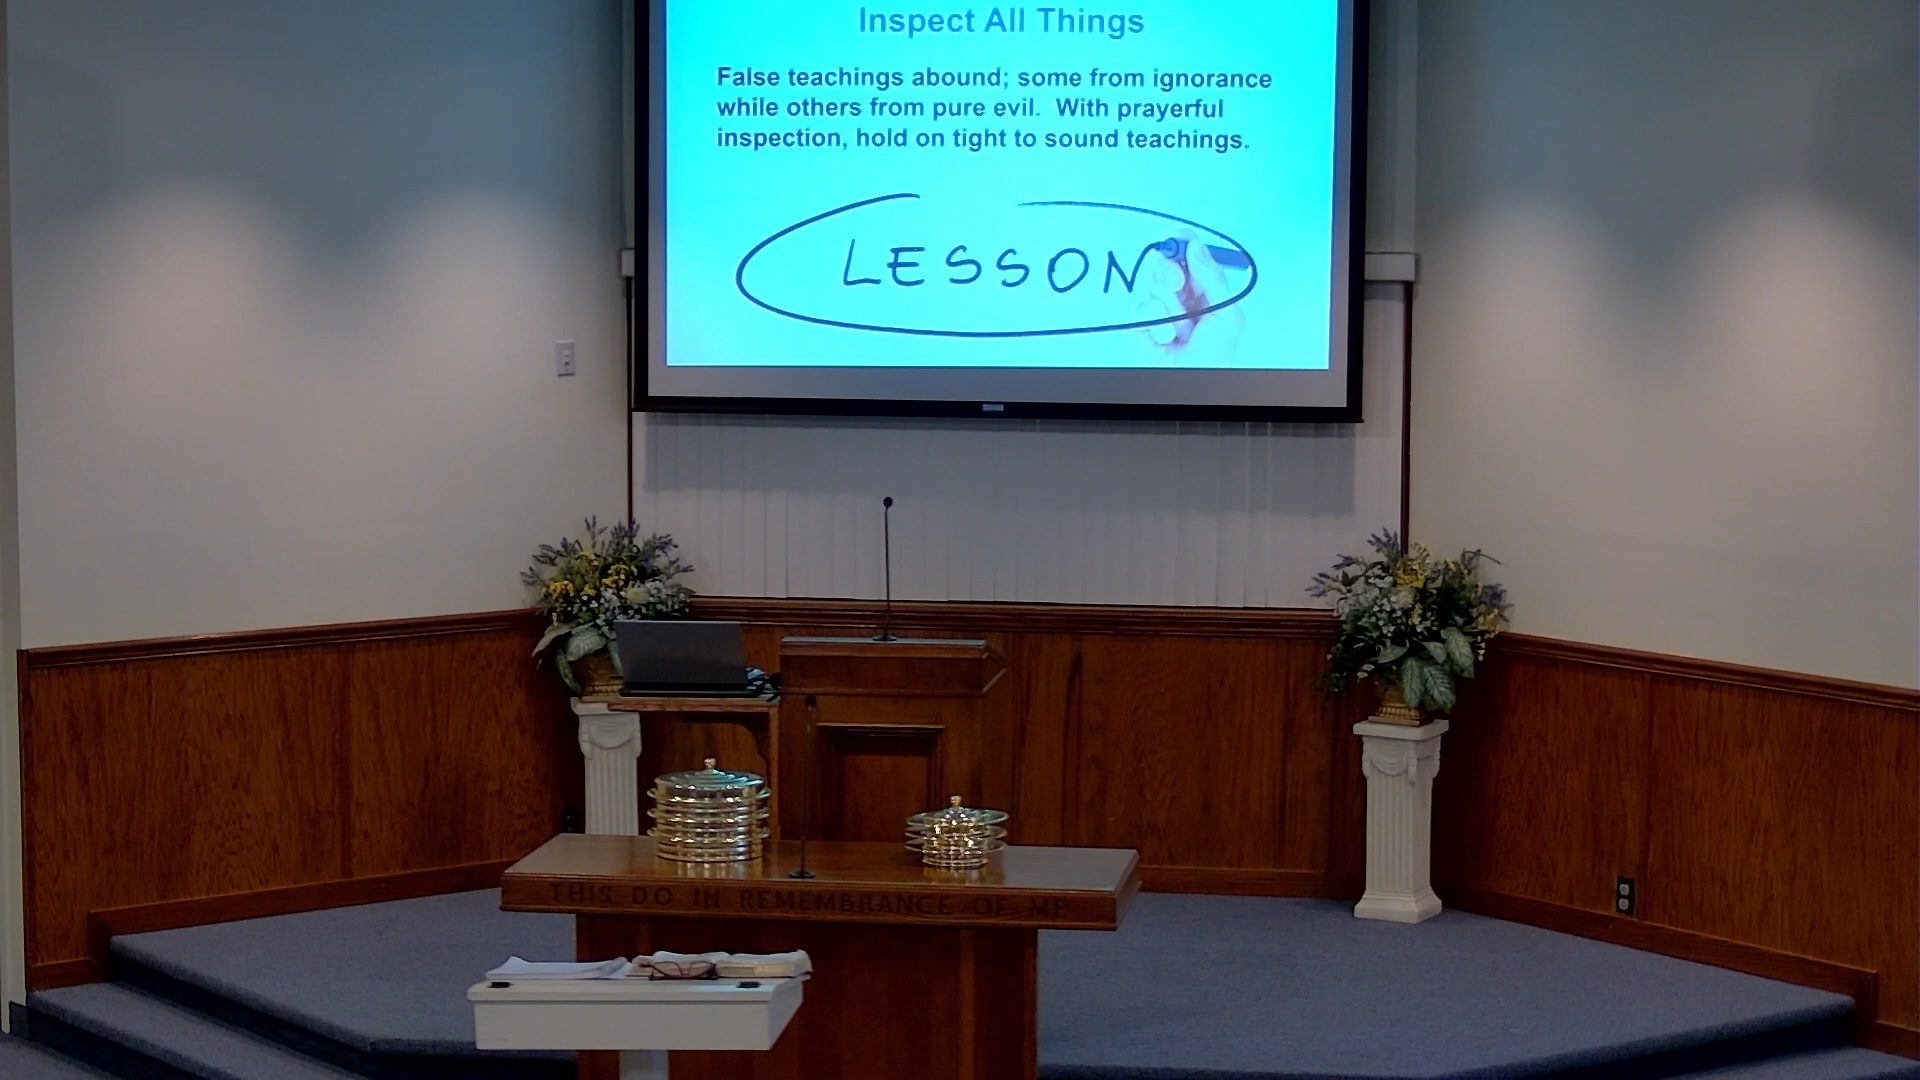 Inspect All Things
False teachings abound; some from ignorance
while others from pure evil.  With prayerful
inspection, hold on tight to sound teachings.
LESSON
THIS DO IN REMEMBRANCE OF ME